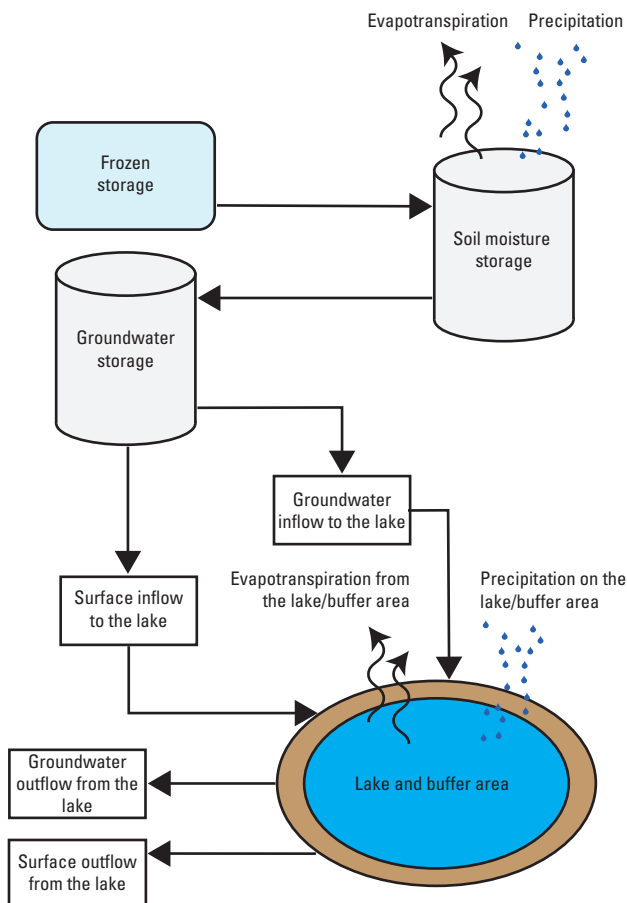 Evapotranspiration
Precipitation
Frozen
storage
Soil moisture
storage
Groundwater
storage
Groundwater
inflow to the lake
Evapotranspiration from
the lake/buffer area
Precipitation on the
lake/buffer area
Surface inflow
to the lake
Groundwater
outflow from the
lake
Lake and buffer area
Surface outflow
from the lake